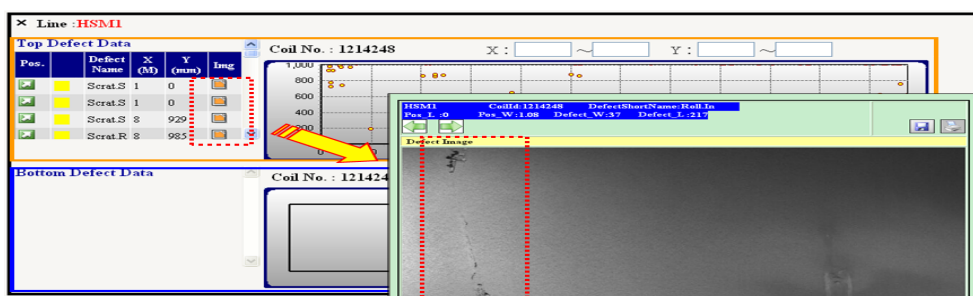 × Line :HSM1
Top Defect Data
Pos. Defect Name X (M) Y (mm) Img
Scrat.S 1 0
Scrat.S 1 0
Scrat.S 8 929
Scrat.R 8 985
Coil No. : 1214248 X : ~ Y : ~
1,000
800
600
400
200
0
HSM1 CoilId:1214248 DefectShortName:Roll.In
Pos_L :0 Pos_W:1.08 Defect_W:37 Defect_L:217
Defect Image
Bottom Defect Data
Coil No. : 121424